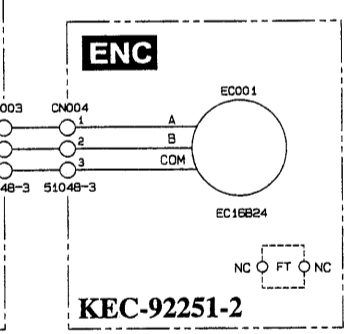 ENC
003 CN004
EC001
1 A
2 B
3 COM
48-3 51048-3
EC16B24
NC FT NC
KEC-92251-2